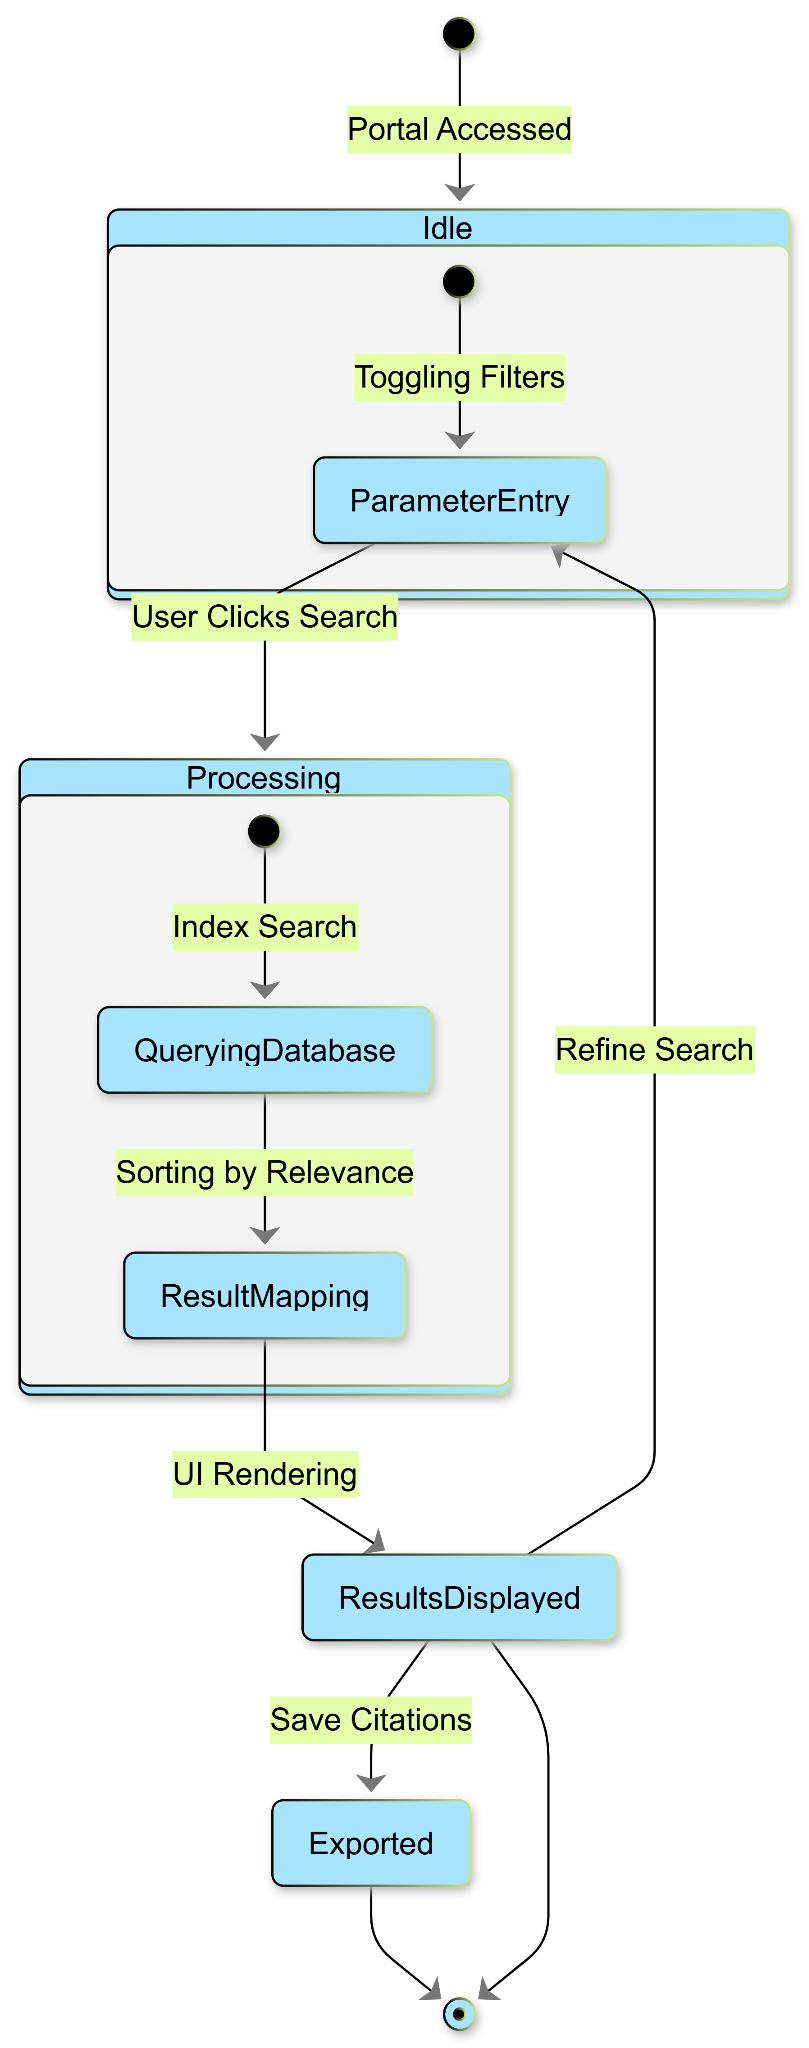 Portal Accessed
Idle
Toggling Filters
ParameterEntry
User Clicks Search
Processing
Index Search
QueryingDatabase
Refine Search
Sorting by Relevance
ResultMapping
UI Rendering
ResultsDisplayed
Save Citations
Exported